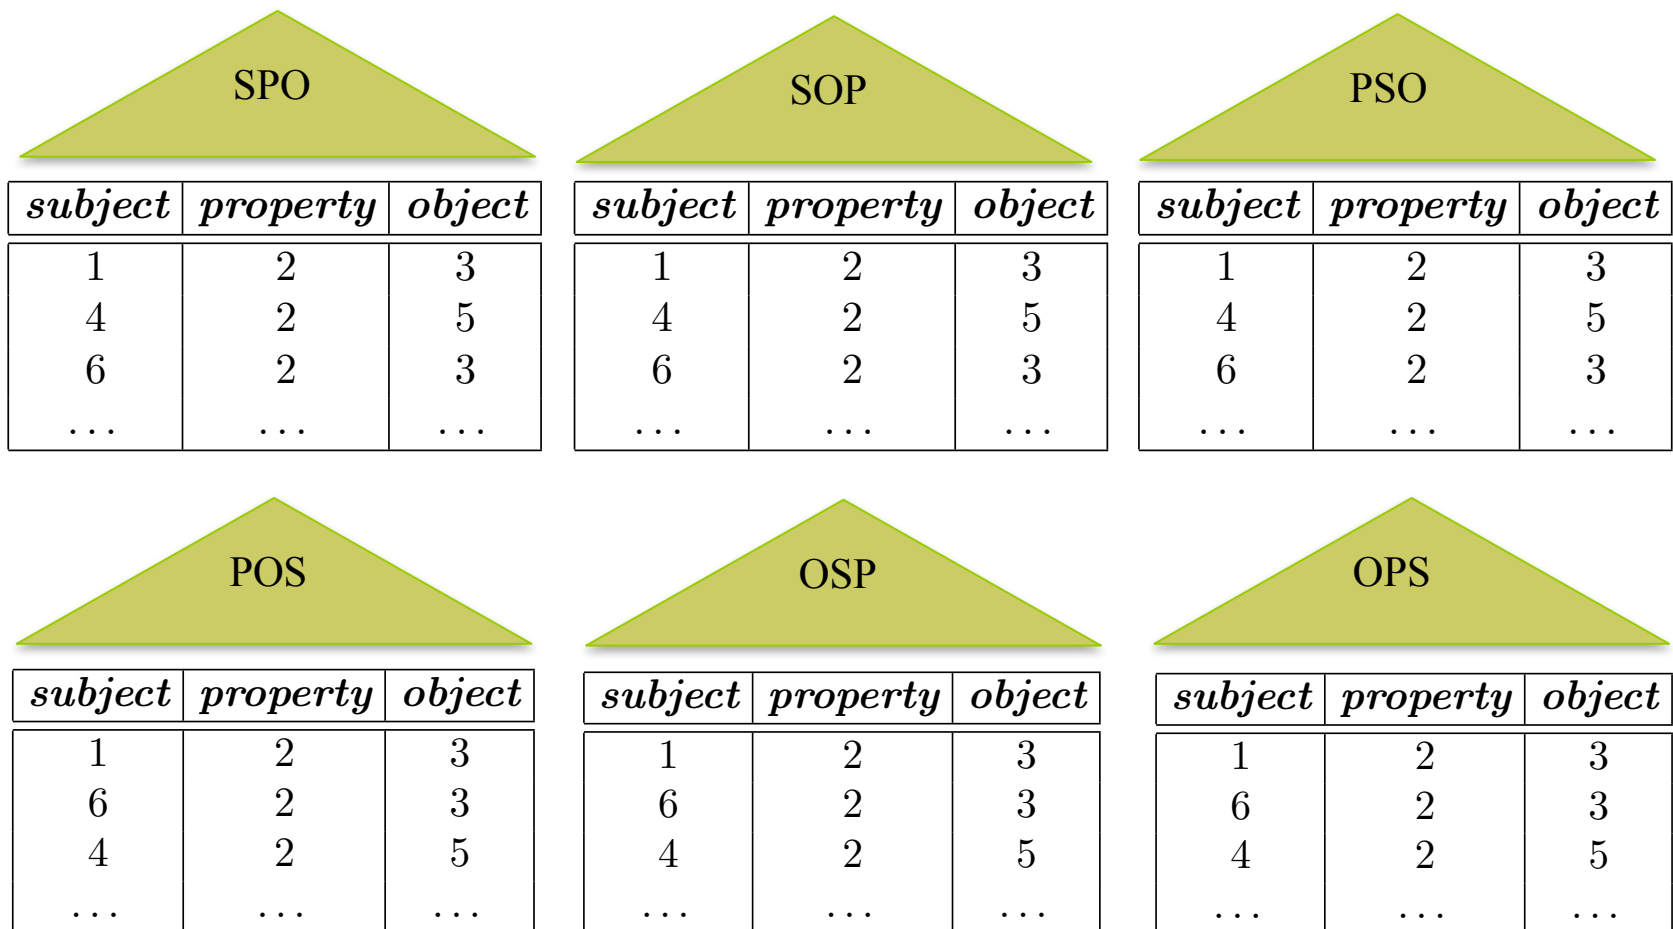 SPO SOP PSO
subject property object subject property object subject property object
1 2 3 1 2 3 1 2 3
4 2 5 4 2 5 4 2 5
6 2 3 6 2 3 6 2 3
... ... ... ... ... ... ... ... ...
POS OSP OPS
subject property object subject property object subject property object
1 2 3 1 2 3 1 2 3
6 2 3 6 2 3 6 2 3
4 2 5 4 2 5 4 2 5
... ... ... ... ... ... ... ... ...